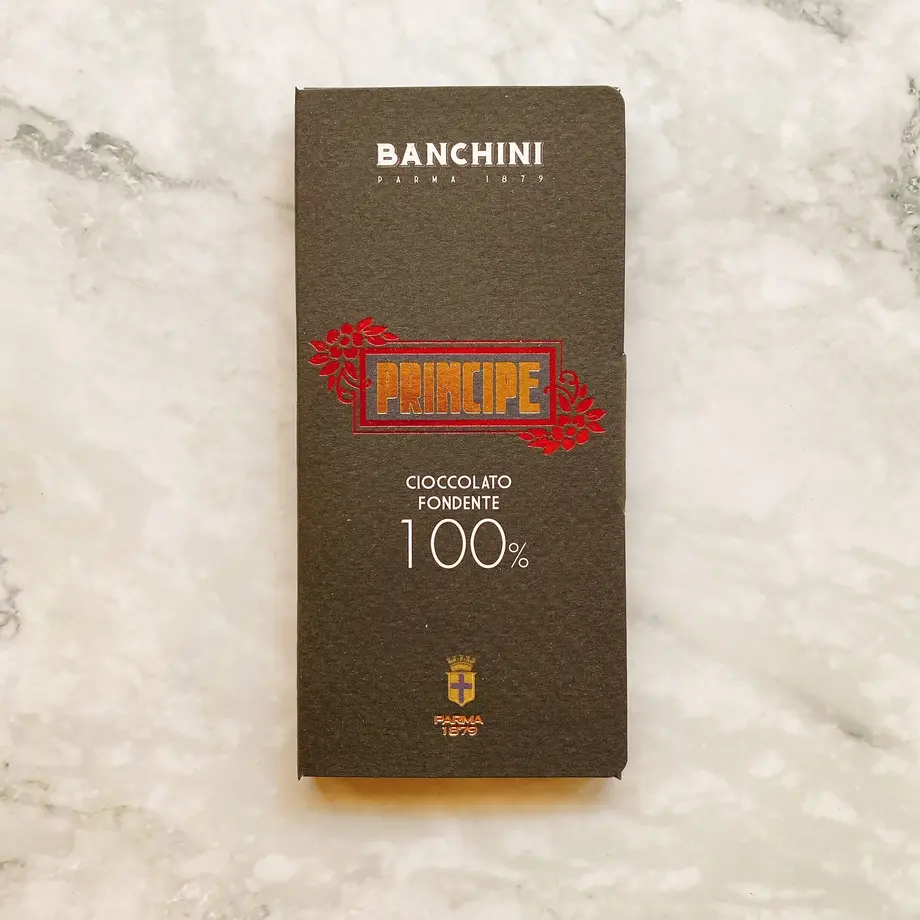 BANCHINI
PARMA 1879
PRINCIPE
CIOCCOLATO
FONDENTE
100%
PARMA
1879